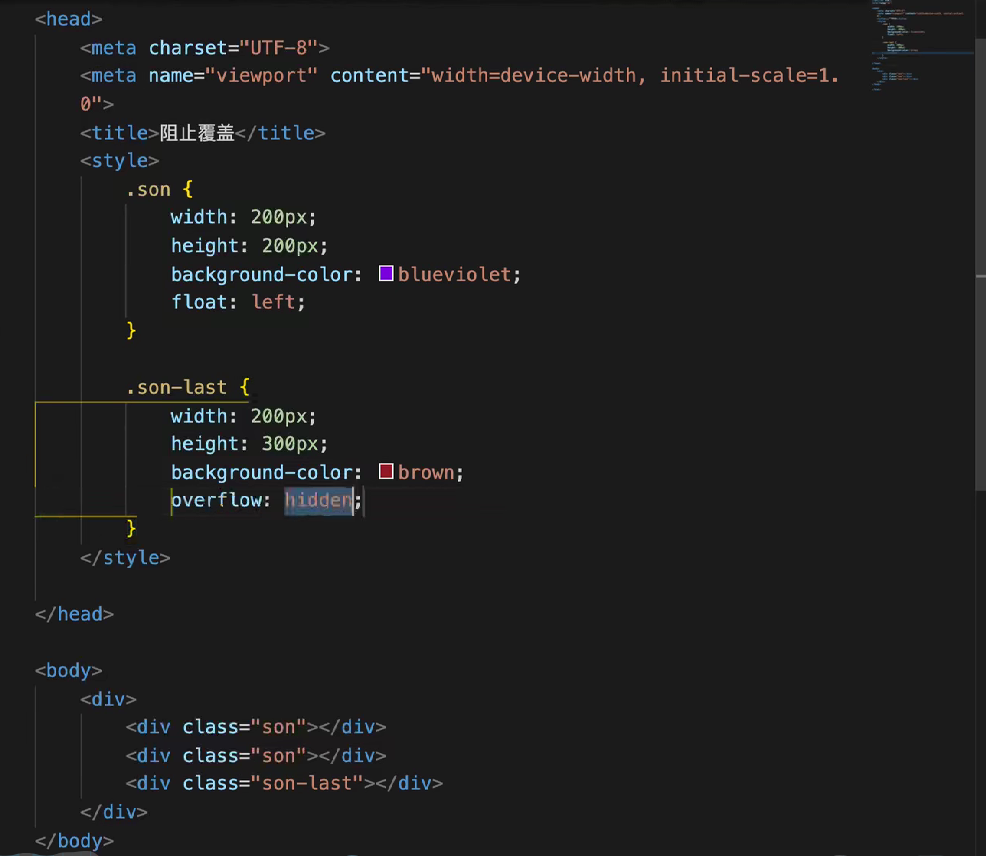 <head>
<meta charset="UTF-8">
<meta name="viewport" content="width=device-width, initial-scale=1.
0">
<title>阻止覆盖</title>
<style>
.son {
width: 200px;
height: 200px;
background-color: blueviolet;
float: left;
}
.son-last {
width: 200px;
height: 300px;
background-color: brown;
overflow: hidden;
}
</style>
</head>
<body>
<div>
<div class="son"></div>
<div class="son"></div>
<div class="son-last"></div>
</div>
</body>